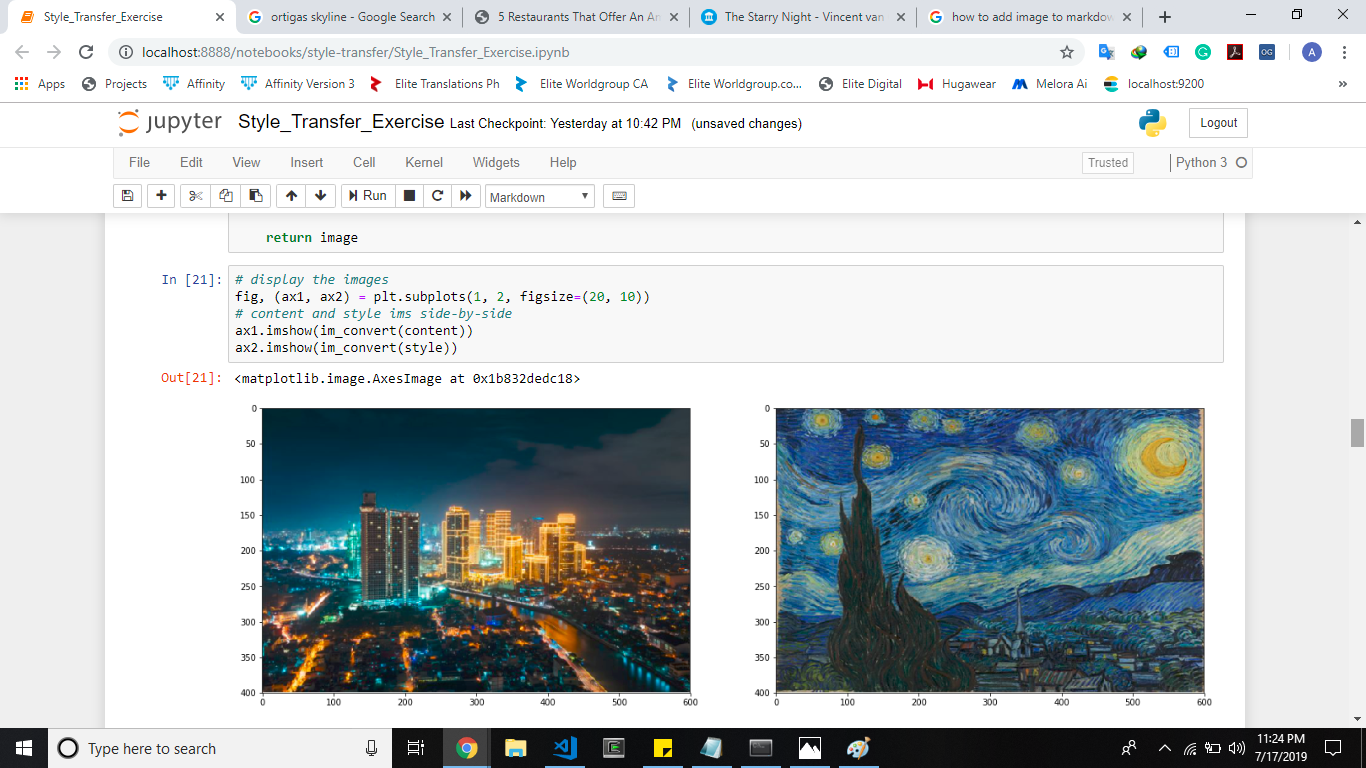 Style_Transfer_Exercise
ortigas skyline - Google Search
5 Restaurants That Offer An Am
The Starry Night - Vincent van
how to add image to markdow
localhost:8888/notebooks/style-transfer/Style_Transfer_Exercise.ipynb
OG
A
Apps Projects Affinity Affinity Version 3 Elite Translations Ph Elite Worldgroup CA Elite Worldgroup.co... Elite Digital Hugawear Melora Ai localhost:9200 »
jupyter Style_Transfer_Exercise Last Checkpoint: Yesterday at 10:42 PM (unsaved changes) Logout
File Edit View Insert Cell Kernel Widgets Help Trusted Python 3
Run Markdown
return image
In [21]:
# display the images
fig, (ax1, ax2) = plt.subplots(1, 2, figsize=(20, 10))
# content and style ims side-by-side
ax1.imshow(im_convert(content))
ax2.imshow(im_convert(style))
Out[21]: <matplotlib.image.AxesImage at 0x1b832dedc18>
0
50
100
150
200
250
300
350
400
0 100 200 300 400 500 600
0
50
100
150
200
250
300
350
400
0 100 200 300 400 500 600
Type here to search
11:24 PM
7/17/2019